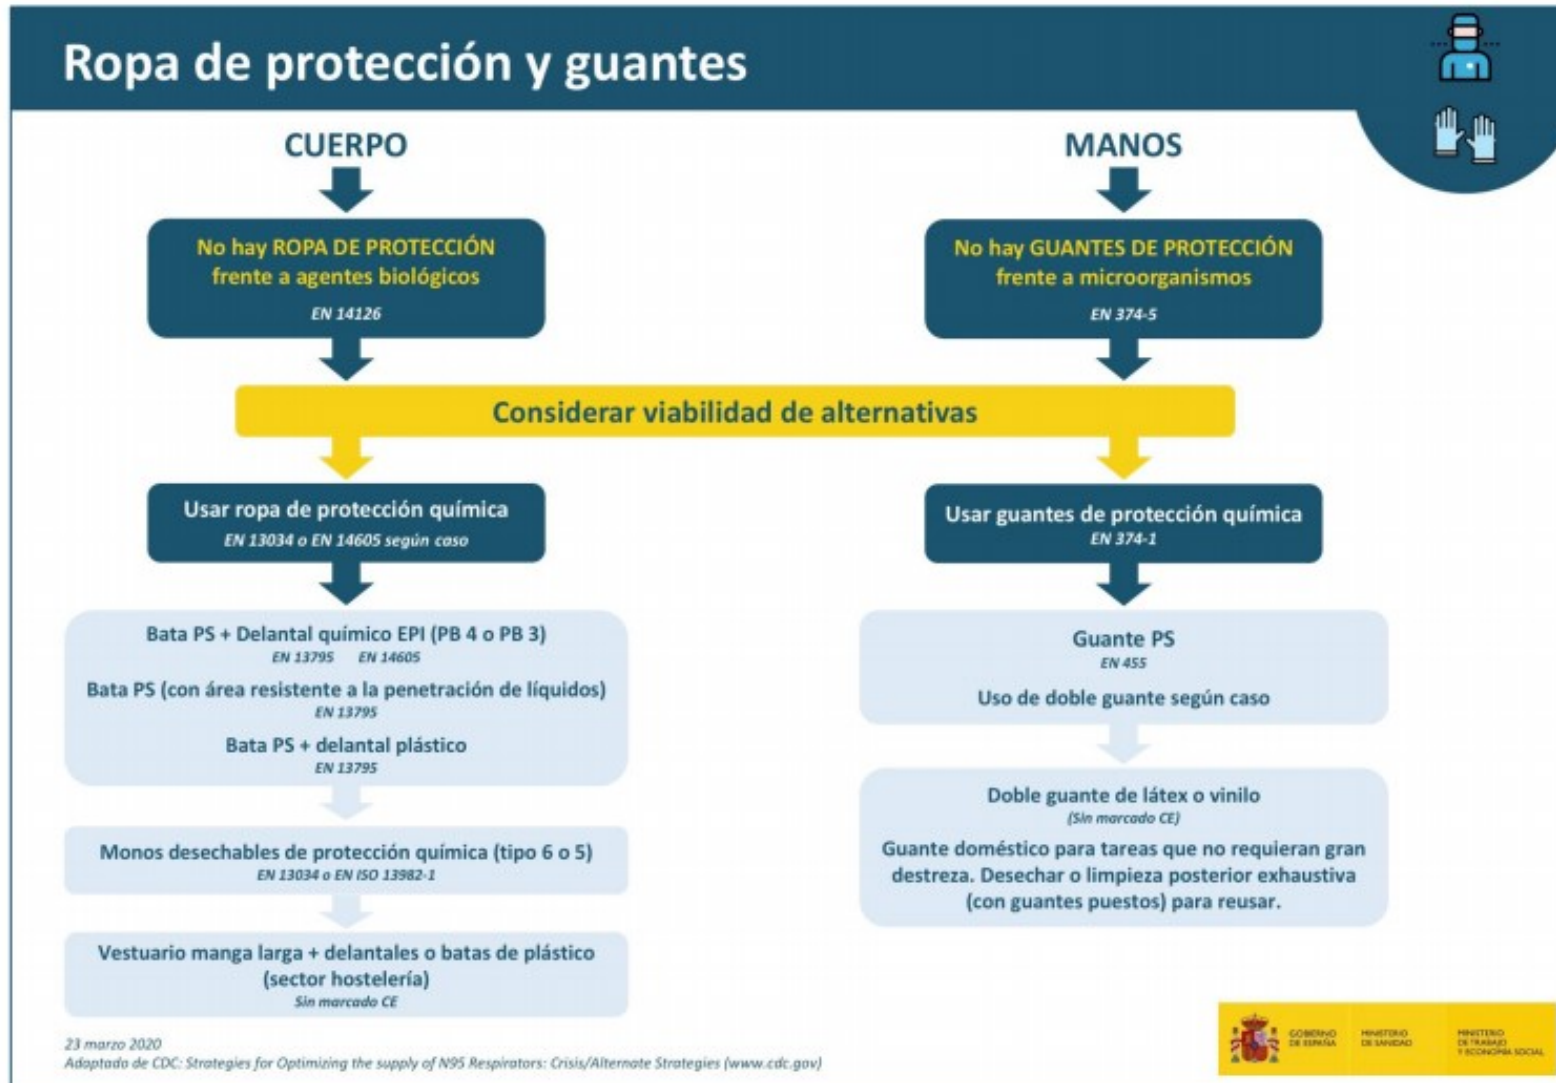 Ropa de protección y guantes
CUERPO
No hay ROPA DE PROTECCIÓN
frente a agentes biológicos
EN 14126
MANOS
No hay GUANTES DE PROTECCIÓN
frente a microorganismos
EN 374-5
Considerar viabilidad de alternativas
Usar ropa de protección química
EN 13034 o EN 14605 según caso
Bata PS + Delantal químico EPI (PB 4 o PB 3)
EN 13795 EN 14605
Bata PS (con área resistente a la penetración de líquidos)
EN 13795
Bata PS + delantal plástico
EN 13795
Monos desechables de protección química (tipo 6 o 5)
EN 13034 o EN ISO 13982-1
Vestuario manga larga + delantales o batas de plástico
(sector hostelería)
Sin marcado CE
Usar guantes de protección química
EN 374-1
Guante PS
EN 455
Uso de doble guante según caso
Doble guante de látex o vinilo
(Sin marcado CE)
Guante doméstico para tareas que no requieran gran
destreza. Desechar o limpieza posterior exhaustiva
(con guantes puestos) para reusar.
23 marzo 2020
Adaptado de CDC: Strategies for Optimizing the supply of N95 Respirators: Crisis/Alternate Strategies (www.cdc.gov)
GOBIERNO
DE ESPAÑA
MINISTERIO
DE SANIDAD
MINISTERIO
DE TRABAJO
Y ECONOMÍA SOCIAL